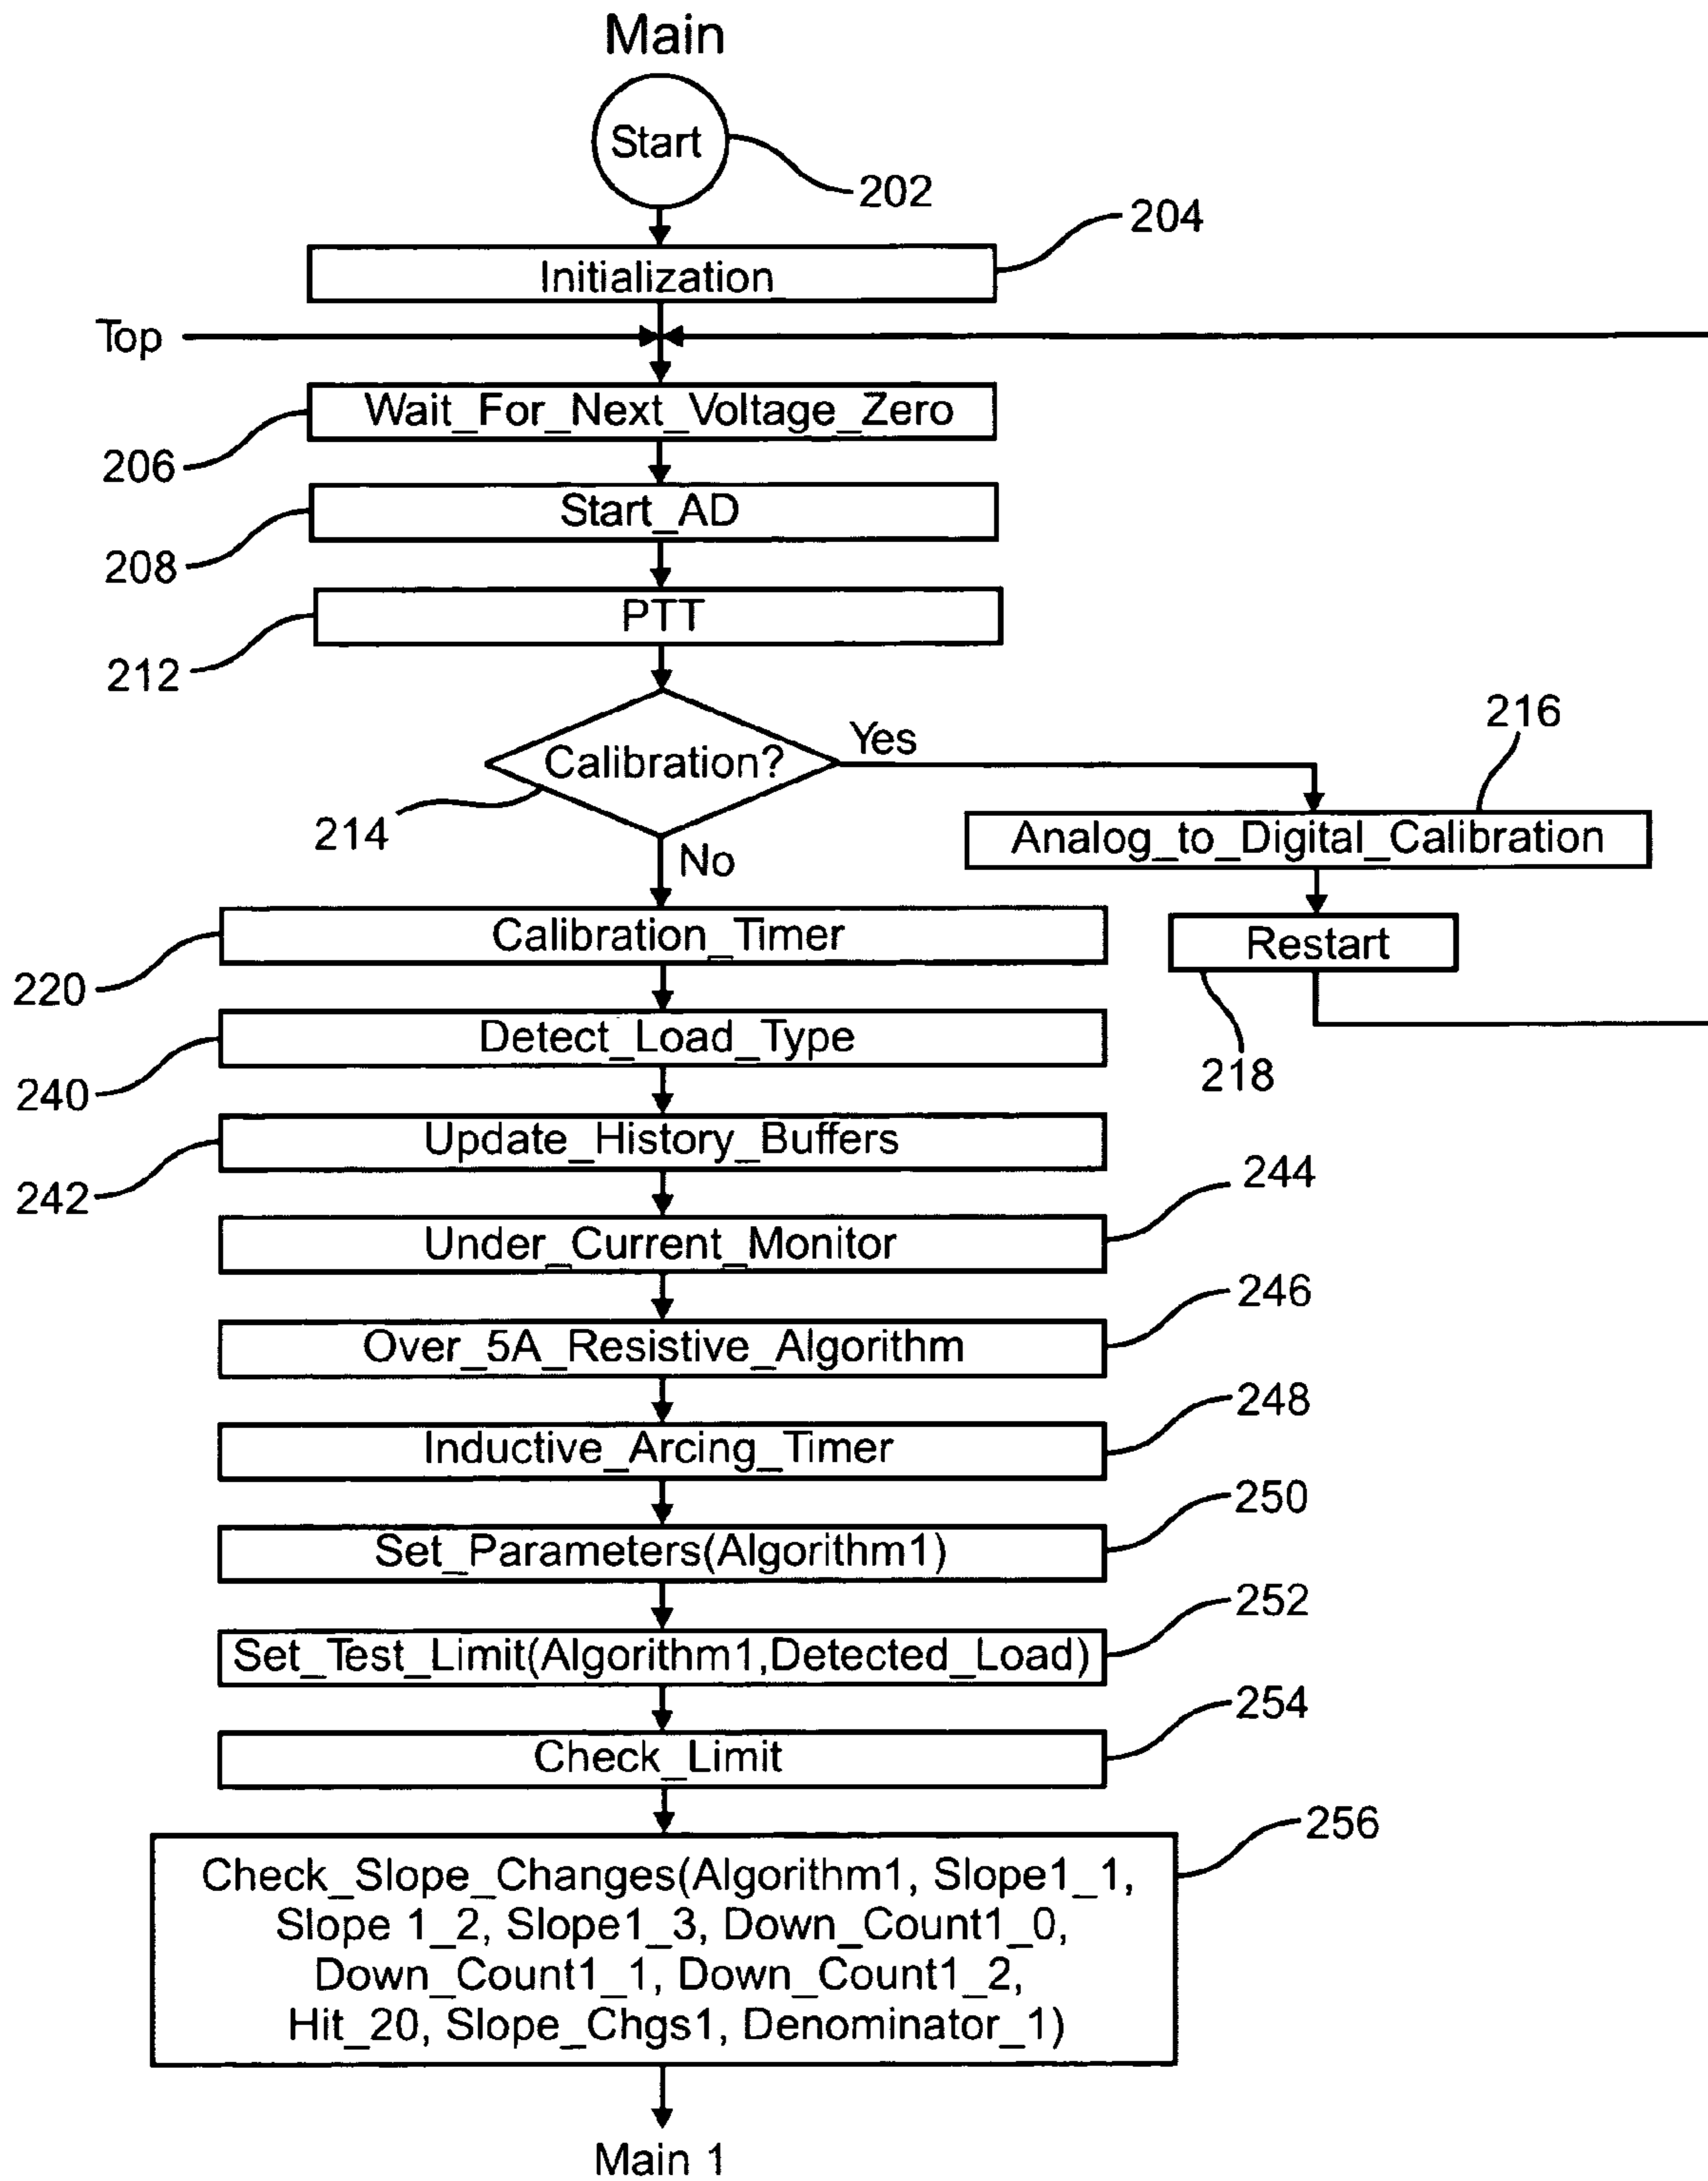 Main
Start
202
204
Initialization
Top
Wait_For_Next_Voltage_Zero
206
Start_AD
208
PTT
212
Calibration?
Yes
214
No
216
Analog_to_Digital_Calibration
Restart
218
Calibration_Timer
220
Detect_Load_Type
240
Update_History_Buffers
242
Under_Current_Monitor
244
Over_5A_Resistive_Algorithm
246
Inductive_Arcing_Timer
248
Set_Parameters(Algorithm1)
250
Set_Test_Limit(Algorithm1,Detected_Load)
252
Check_Limit
254
256
Check_Slope_Changes(Algorithm1, Slope1_1,
Slope 1_2, Slope1_3, Down_Count1_0,
Down_Count1_1, Down_Count1_2,
Hit_20, Slope_Chgs1, Denominator_1)
Main 1